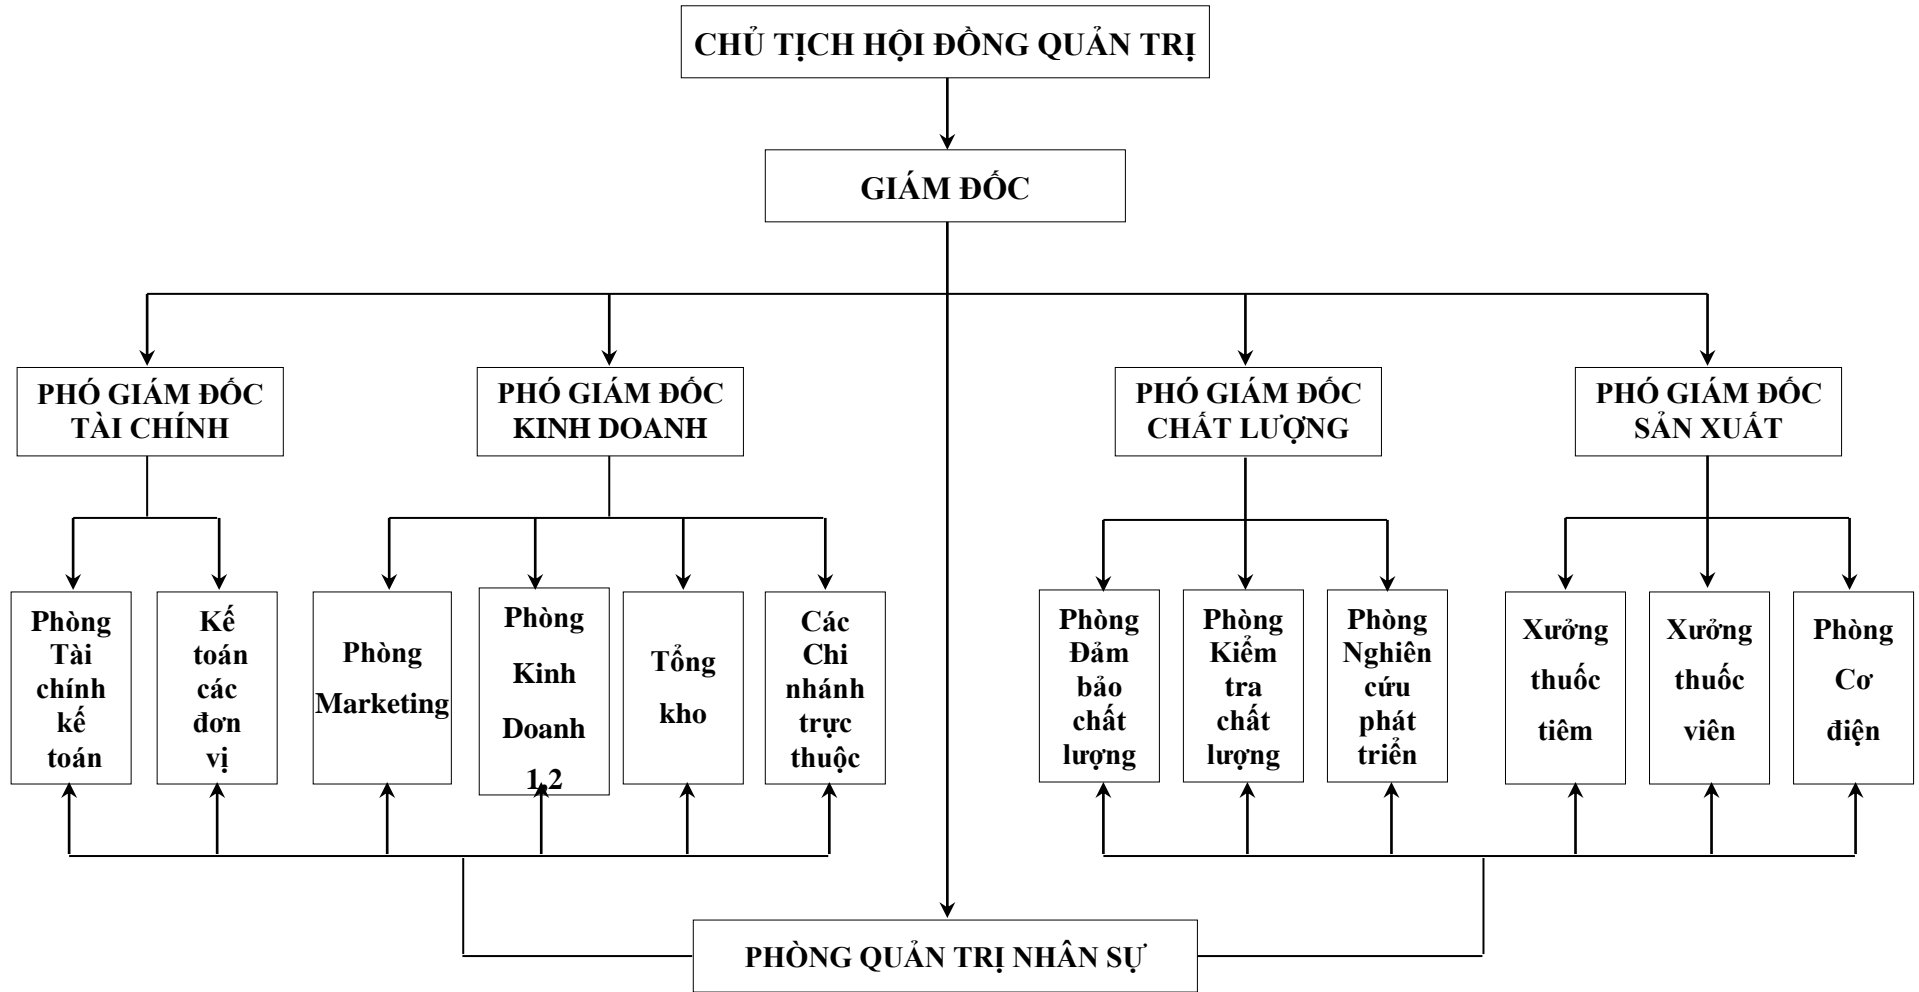 CHỦ TỊCH HỘI ĐỒNG QUẢN TRỊ
GIÁM ĐỐC
PHÓ GIÁM ĐỐC
TÀI CHÍNH
PHÓ GIÁM ĐỐC
KINH DOANH
PHÓ GIÁM ĐỐC
CHẤT LƯỢNG
PHÓ GIÁM ĐỐC
SẢN XUẤT
Phòng
Tài
chính
kế
toán
Kế
toán
các
đơn
vị
Phòng
Marketing
Phòng
Kinh
Doanh
1,2
Tổng
kho
Các
Chi
nhánh
trực
thuộc
Phòng
Đảm
bảo
chất
lượng
Phòng
Kiểm
tra
chất
lượng
Phòng
Nghiên
cứu
phát
triển
Xưởng
thuốc
tiêm
Xưởng
thuốc
viên
Phòng
Cơ
điện
PHÒNG QUẢN TRỊ NHÂN SỰ